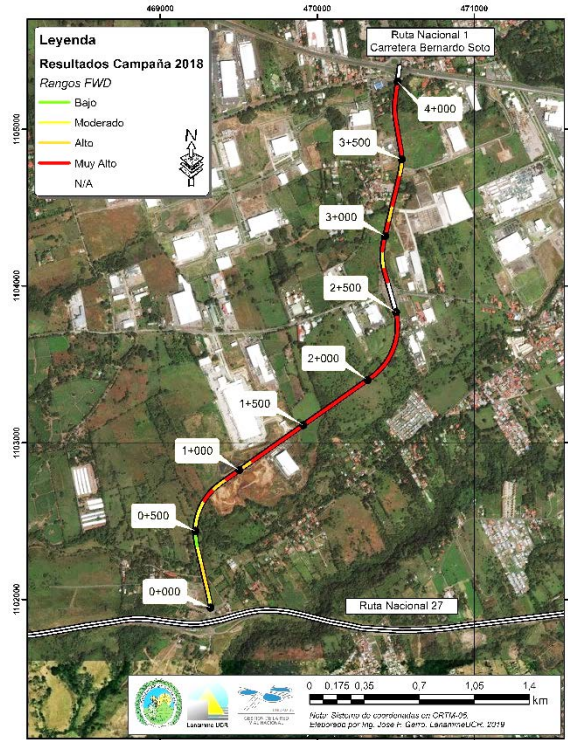 469000
470000
471000
Leyenda
Resultados Campaña 2018
Rangos FWD
Bajo
Moderado
Alto
Muy Alto
N/A
N
Ruta Nacional 1
Carretera Bernardo Soto
4+000
1105000
3+500
3+000
1104000
2+500
2+000
1+500
1103000
1+000
0+500
0+000
1102000
Ruta Nacional 27
0 0,175 0,35 0,7 1,05 1,4
km
LanammeUCR
Nota: Sistema de coordenadas en CRTM-05.
Elaborado por Ing. José F. Garro. LanammeUCR, 2019